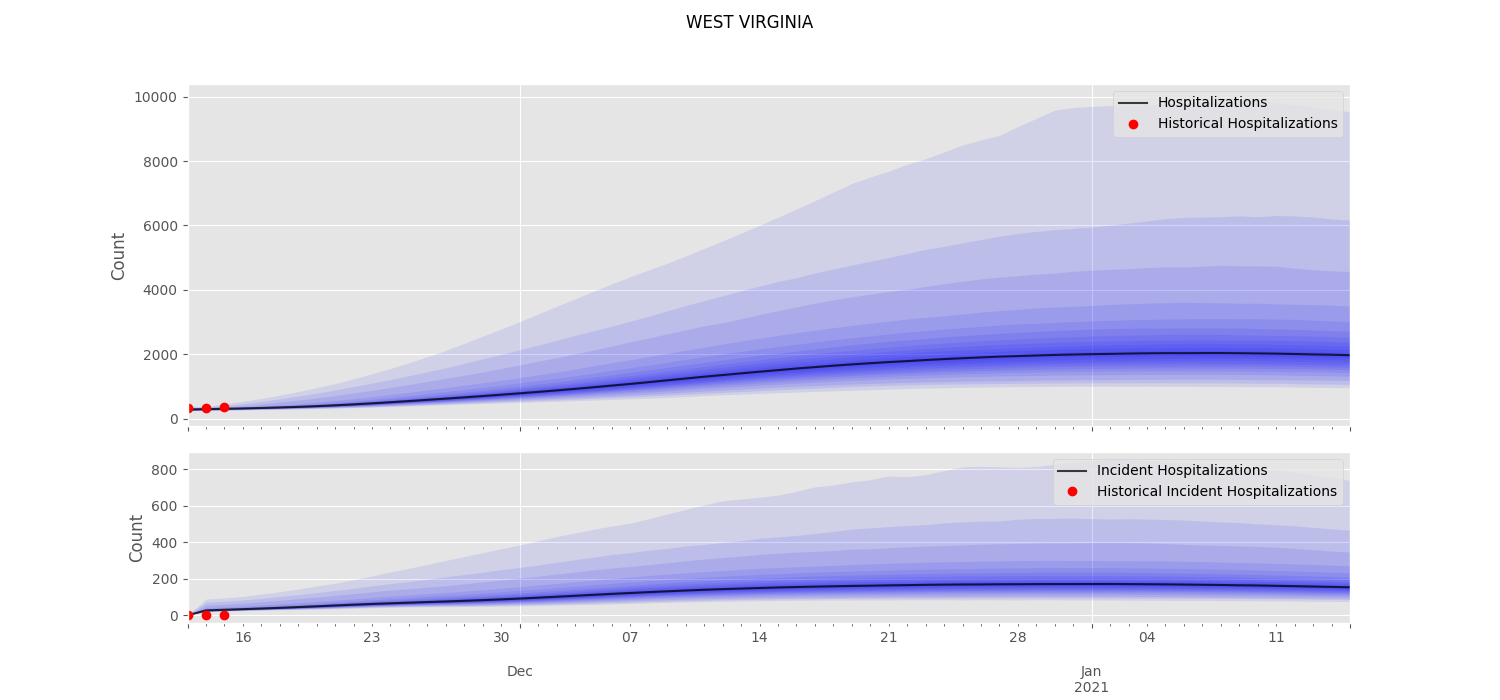 WEST VIRGINIA
10000
8000
6000
4000
2000
0
Count
Hospitalizations
Historical Hospitalizations
800
600
400
200
0
Count
Incident Hospitalizations
Historical Incident Hospitalizations
16 23 30 07 14 21 28 04 11
Dec Jan
2021